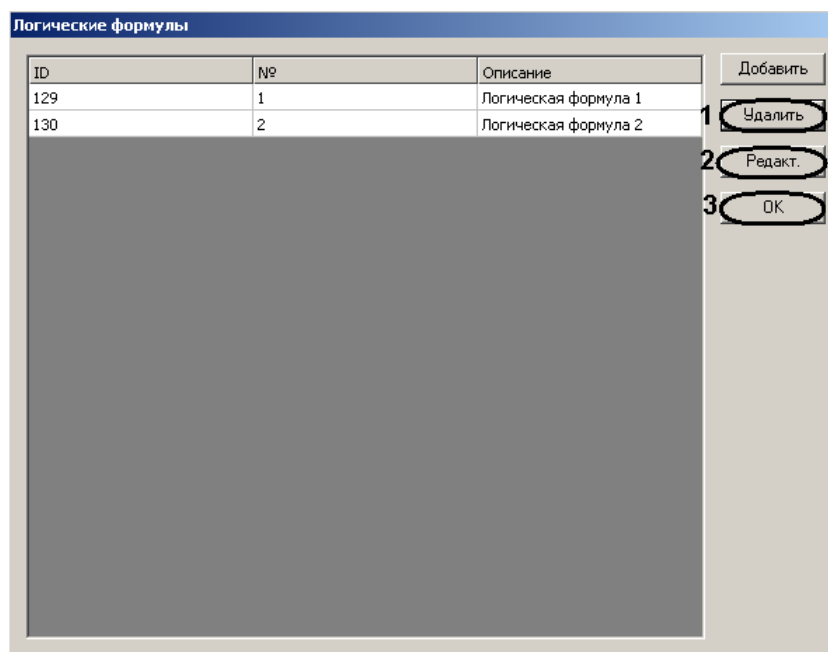 Логические формулы
ID № Описание
129 1 Логическая формула 1
130 2 Логическая формула 2
Добавить
1 Удалить
2 Редакт.
3 ОК